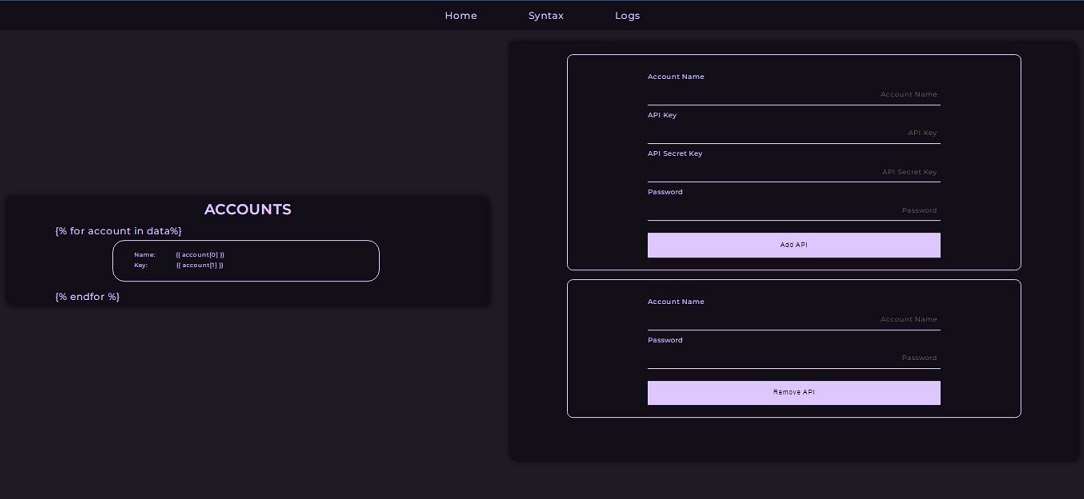 Home Syntax Logs
ACCOUNTS
{% for account in data%}
Name: {{ account[0] }}
Key: {{ account[1] }}
{% endfor %}
Account Name
Account Name
API Key
API Key
API Secret Key
API Secret Key
Password
Password
Add API
Account Name
Account Name
Password
Password
Remove API